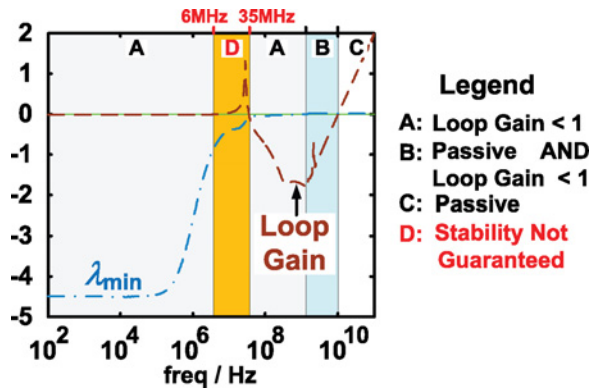 6MHz 35MHz
2
1
0
-1
-2
-3
-4
-5
A D A B C
Loop
Gain
λmin
10^2 10^4 10^6 10^8 10^10
freq / Hz
Legend
A: Loop Gain < 1
B: Passive AND
Loop Gain < 1
C: Passive
D: Stability Not
Guaranteed